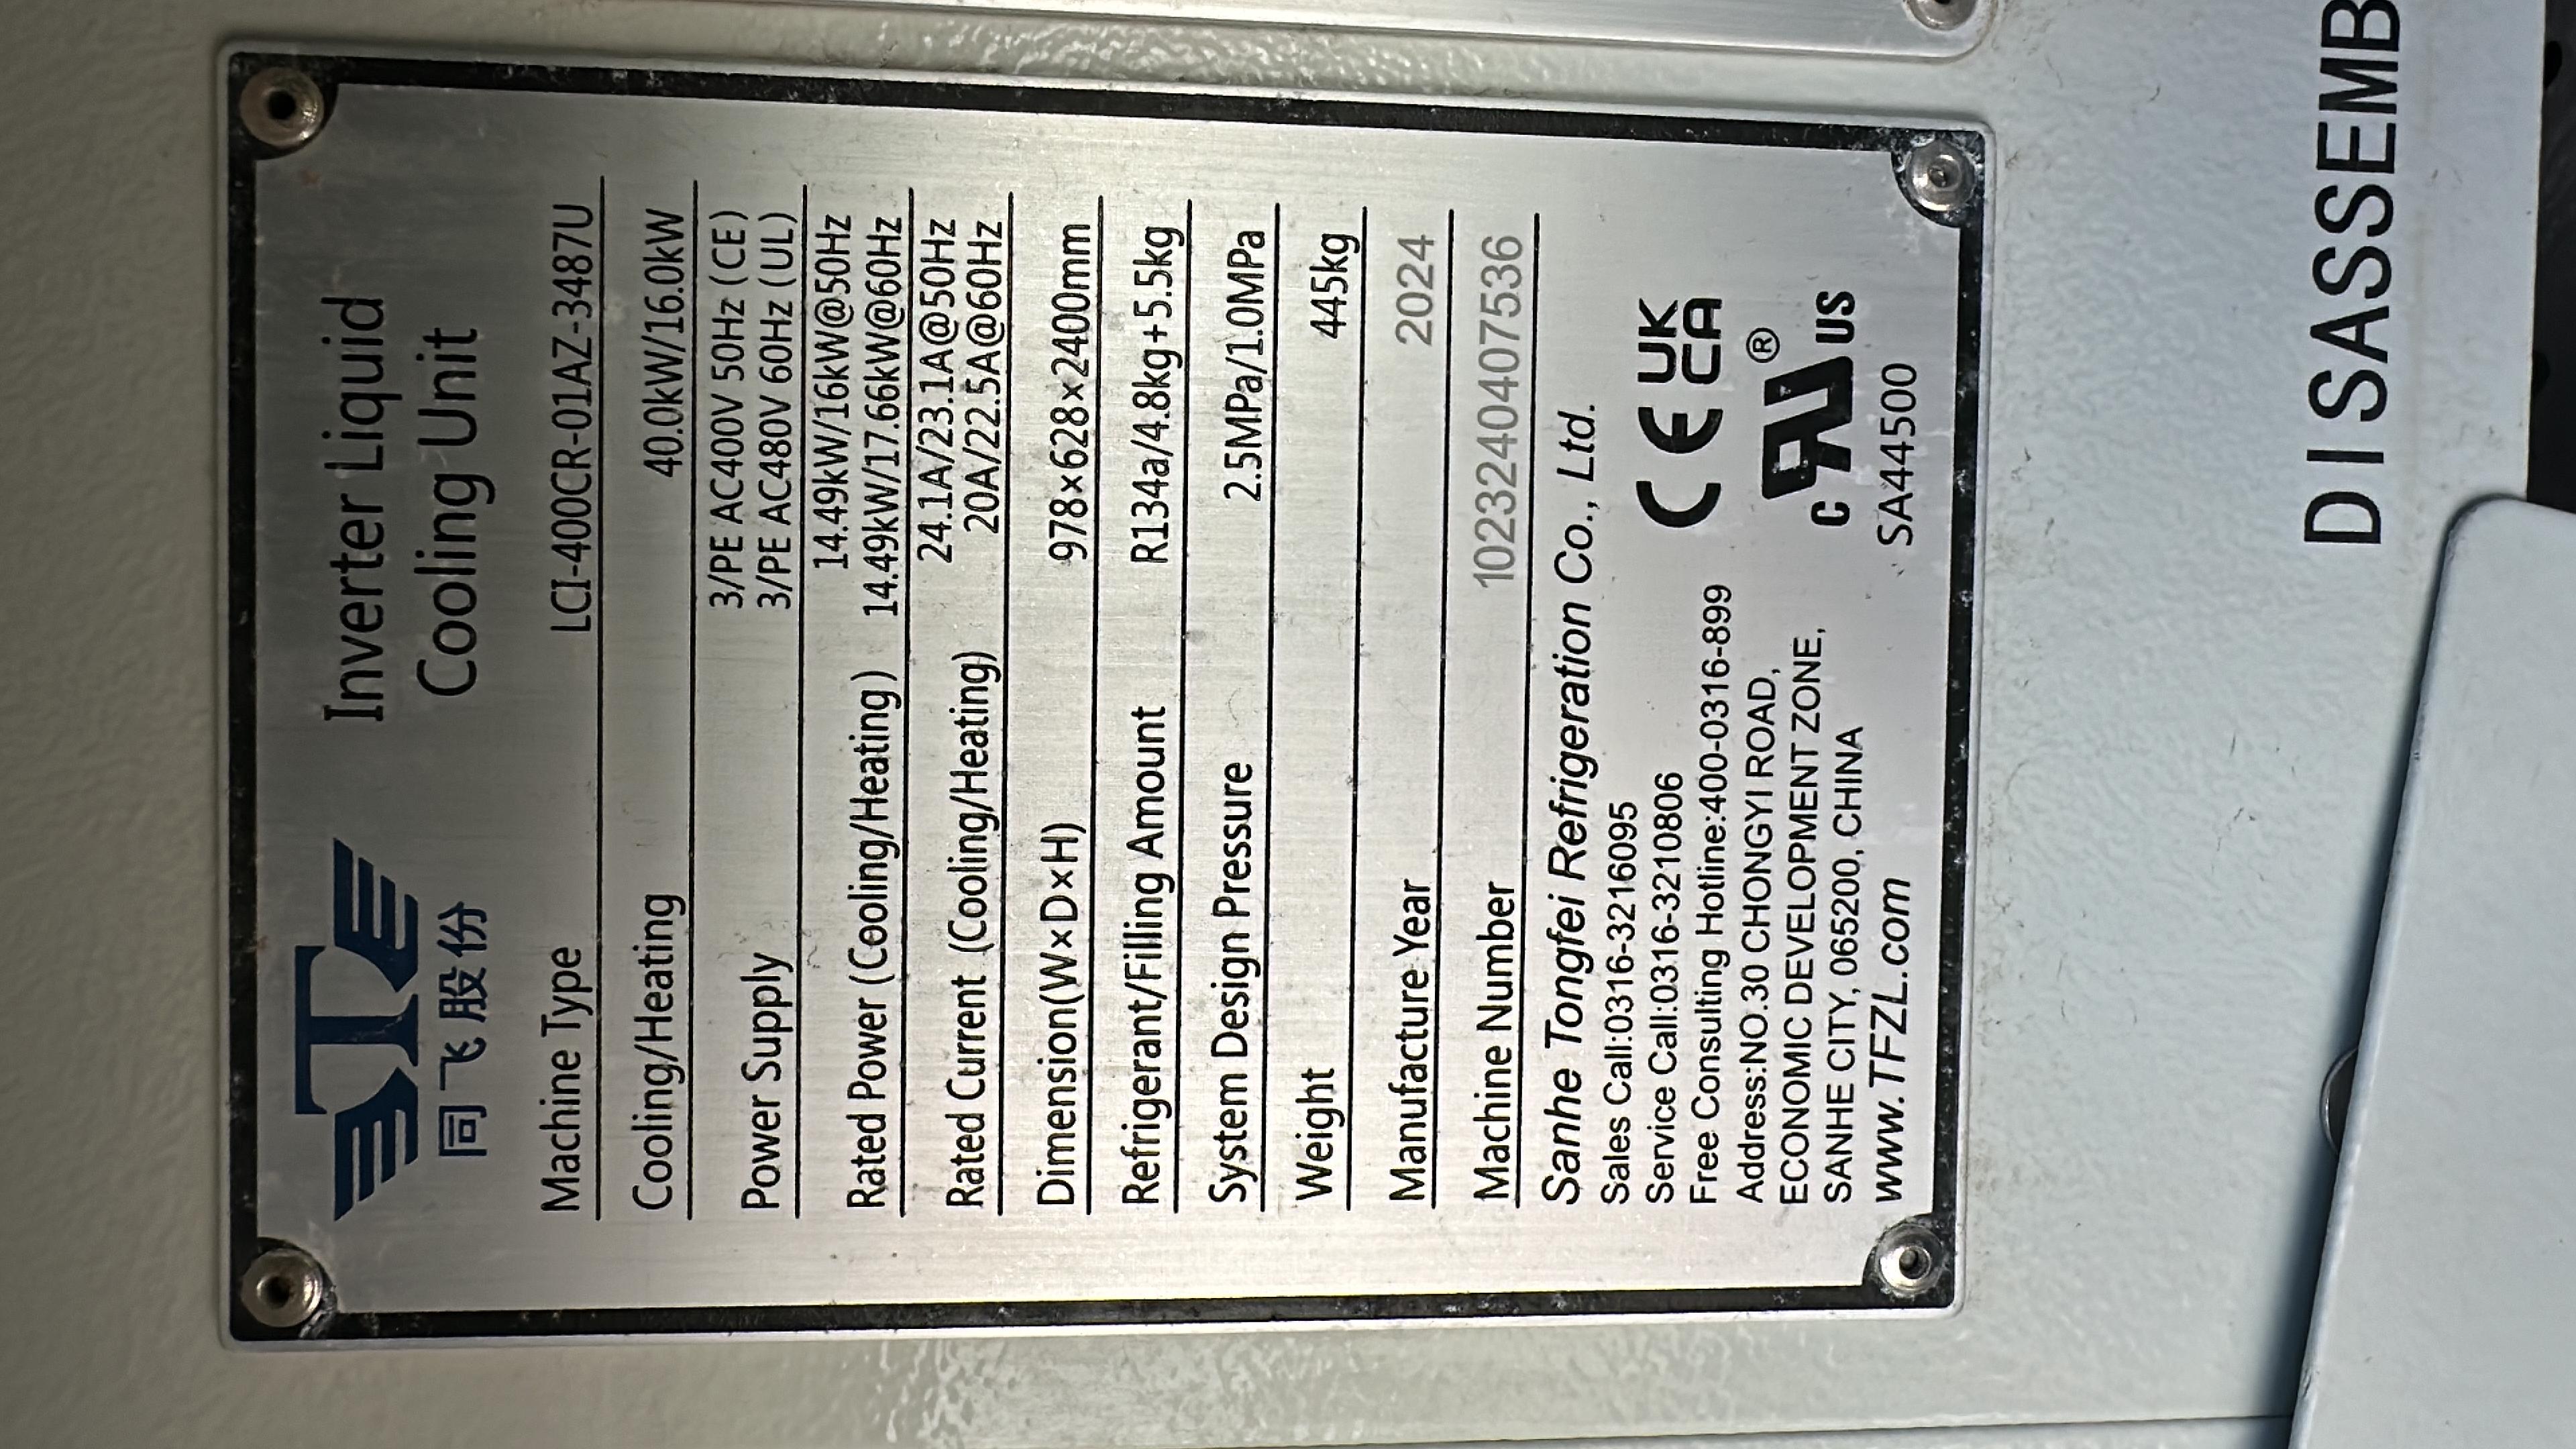 同飞股份
Inverter Liquid
Cooling Unit
Machine Type LCI-400CR-01AZ-3487U
Cooling/Heating 40.0kW/16.0kW
Power Supply 3/PE AC400V 50Hz (CE)
3/PE AC480V 60Hz (UL)
Rated Power (Cooling/Heating) 14.49kW/16kW@50Hz
14.49kW/17.66kW@60Hz
Rated Current (Cooling/Heating) 24.1A/23.1A@50Hz
20A/22.5A@60Hz
Dimension(W×D×H) 978×628×2400mm
Refrigerant/Filling Amount R134a/4.8kg+5.5kg
System Design Pressure 2.5MPa/1.0MPa
Weight 445kg
Manufacture Year 2024
Machine Number 1023240407536
Sanhe Tongfei Refrigeration Co., Ltd.
Sales Call:0316-3216095
Service Call:0316-3210806
Free Consulting Hotline:400-0316-899
Address:NO.30 CHONGYI ROAD,
ECONOMIC DEVELOPMENT ZONE,
SANHE CITY, 065200, CHINA
www.TFZL.com
CE UK
CA
c RU ® US
SA44500
DISASSEMB